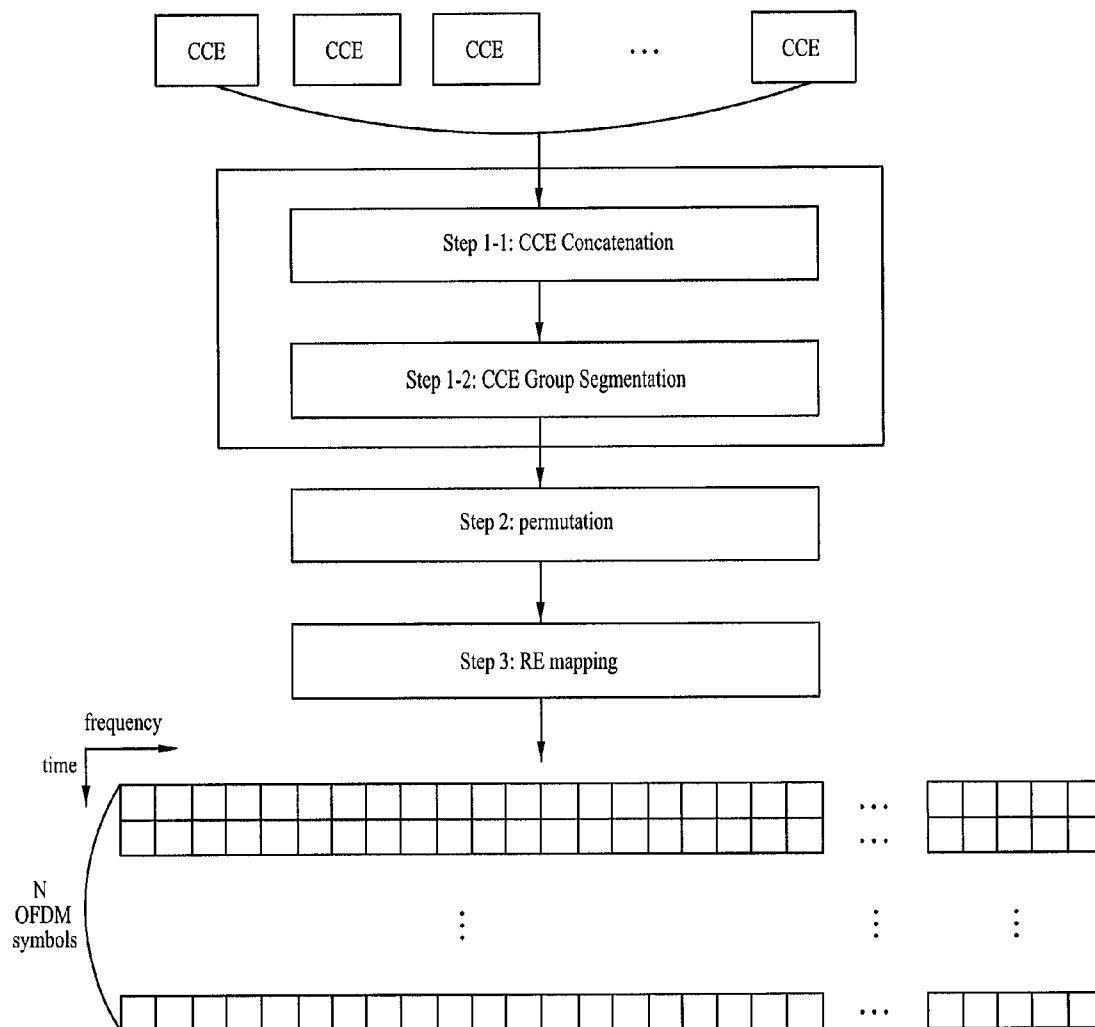 CCE CCE CCE ... CCE
Step 1-1: CCE Concatenation
Step 1-2: CCE Group Segmentation
Step 2: permutation
Step 3: RE mapping
frequency
time
N
OFDM
symbols